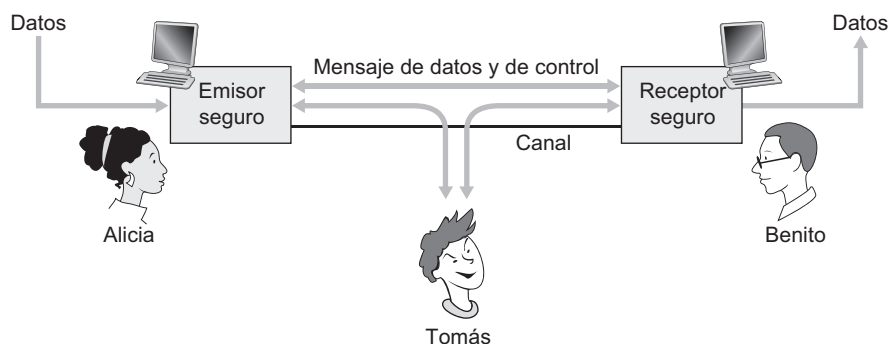 Datos
Datos
Mensaje de datos y de control
Emisor
seguro
Receptor
seguro
Canal
Alicia
Benito
Tomás